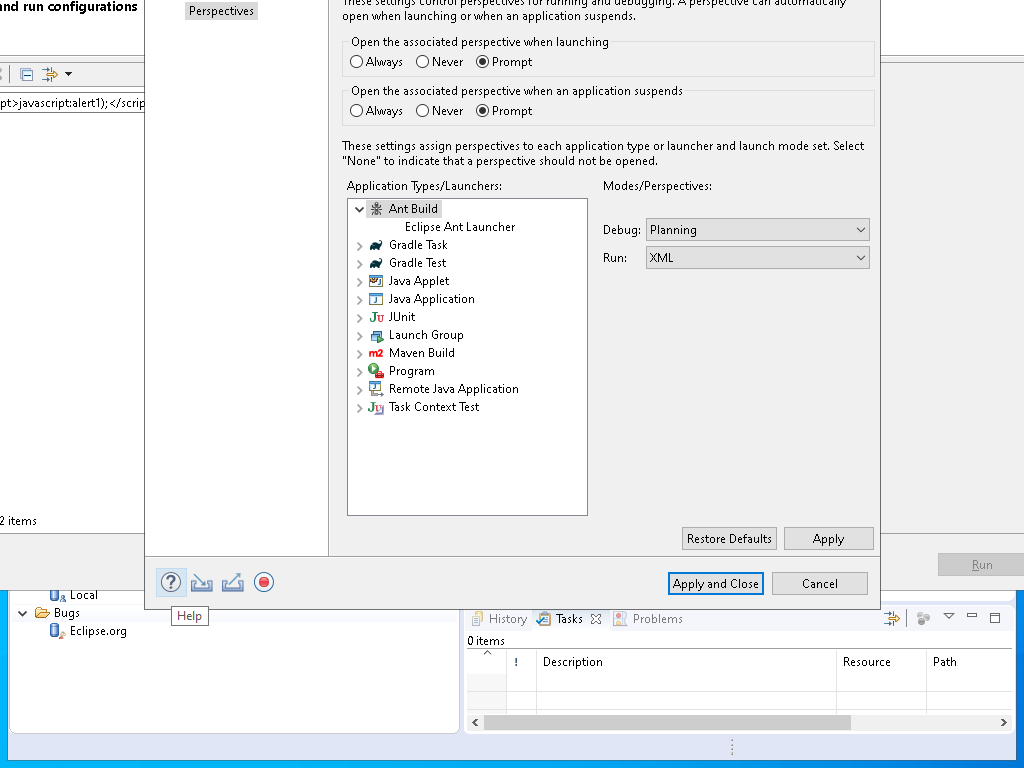 and run configurations
Perspectives
These settings control perspectives for running and debugging. A perspective can automatically
open when launching or when an application suspends.
Open the associated perspective when launching
Always Never Prompt
pt>javascript:alert1);</scrip
Open the associated perspective when an application suspends
Always Never Prompt
These settings assign perspectives to each application type or launcher and launch mode set. Select
"None" to indicate that a perspective should not be opened.
Application Types/Launchers:
Modes/Perspectives:
Ant Build
Eclipse Ant Launcher
Gradle Task
Gradle Test
Java Applet
Java Application
JUnit
Launch Group
Maven Build
Program
Remote Java Application
Task Context Test
Debug: Planning
Run: XML
2 items
Restore Defaults Apply
Apply and Close Cancel
Run
Help
Local
Bugs
Eclipse.org
History Tasks Problems
0 items
! Description Resource Path